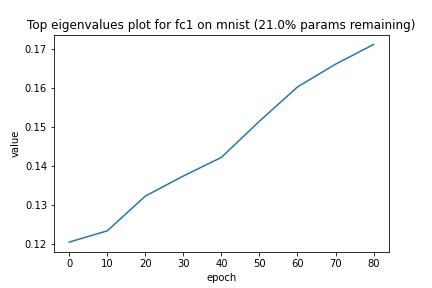 Top eigenvalues plot for fc1 on mnist (21.0% params remaining)
0.17
0.16
0.15
0.14
0.13
0.12
value
0 10 20 30 40 50 60 70 80
epoch